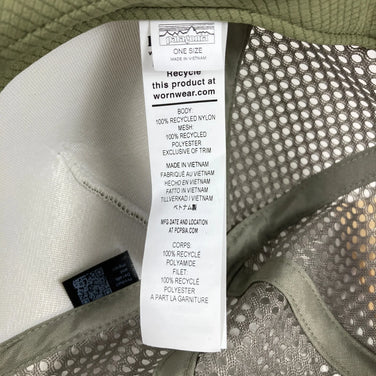 patagonia
ONE SIZE
MADE IN VIETNAM
Recycle
this product at
wornwear.com
BODY:
100% RECYCLED NYLON
MESH:
100% RECYCLED
POLYESTER
EXCLUSIVE OF TRIM
MADE IN VIETNAM
FABRIQUÉ AU VIETNAM
HECHO EN VIETNAM
FATTO IN VIETNAM
TILLVERKAD I VIETNAM
ベトナム製
MFG DATE AND LOCATION
AT PCPSIA.COM
CORPS:
100% RECYCLÉ
POLYAMIDE
FILET:
100% RECYCLÉ
POLYESTER
A PART LA GARNITURE